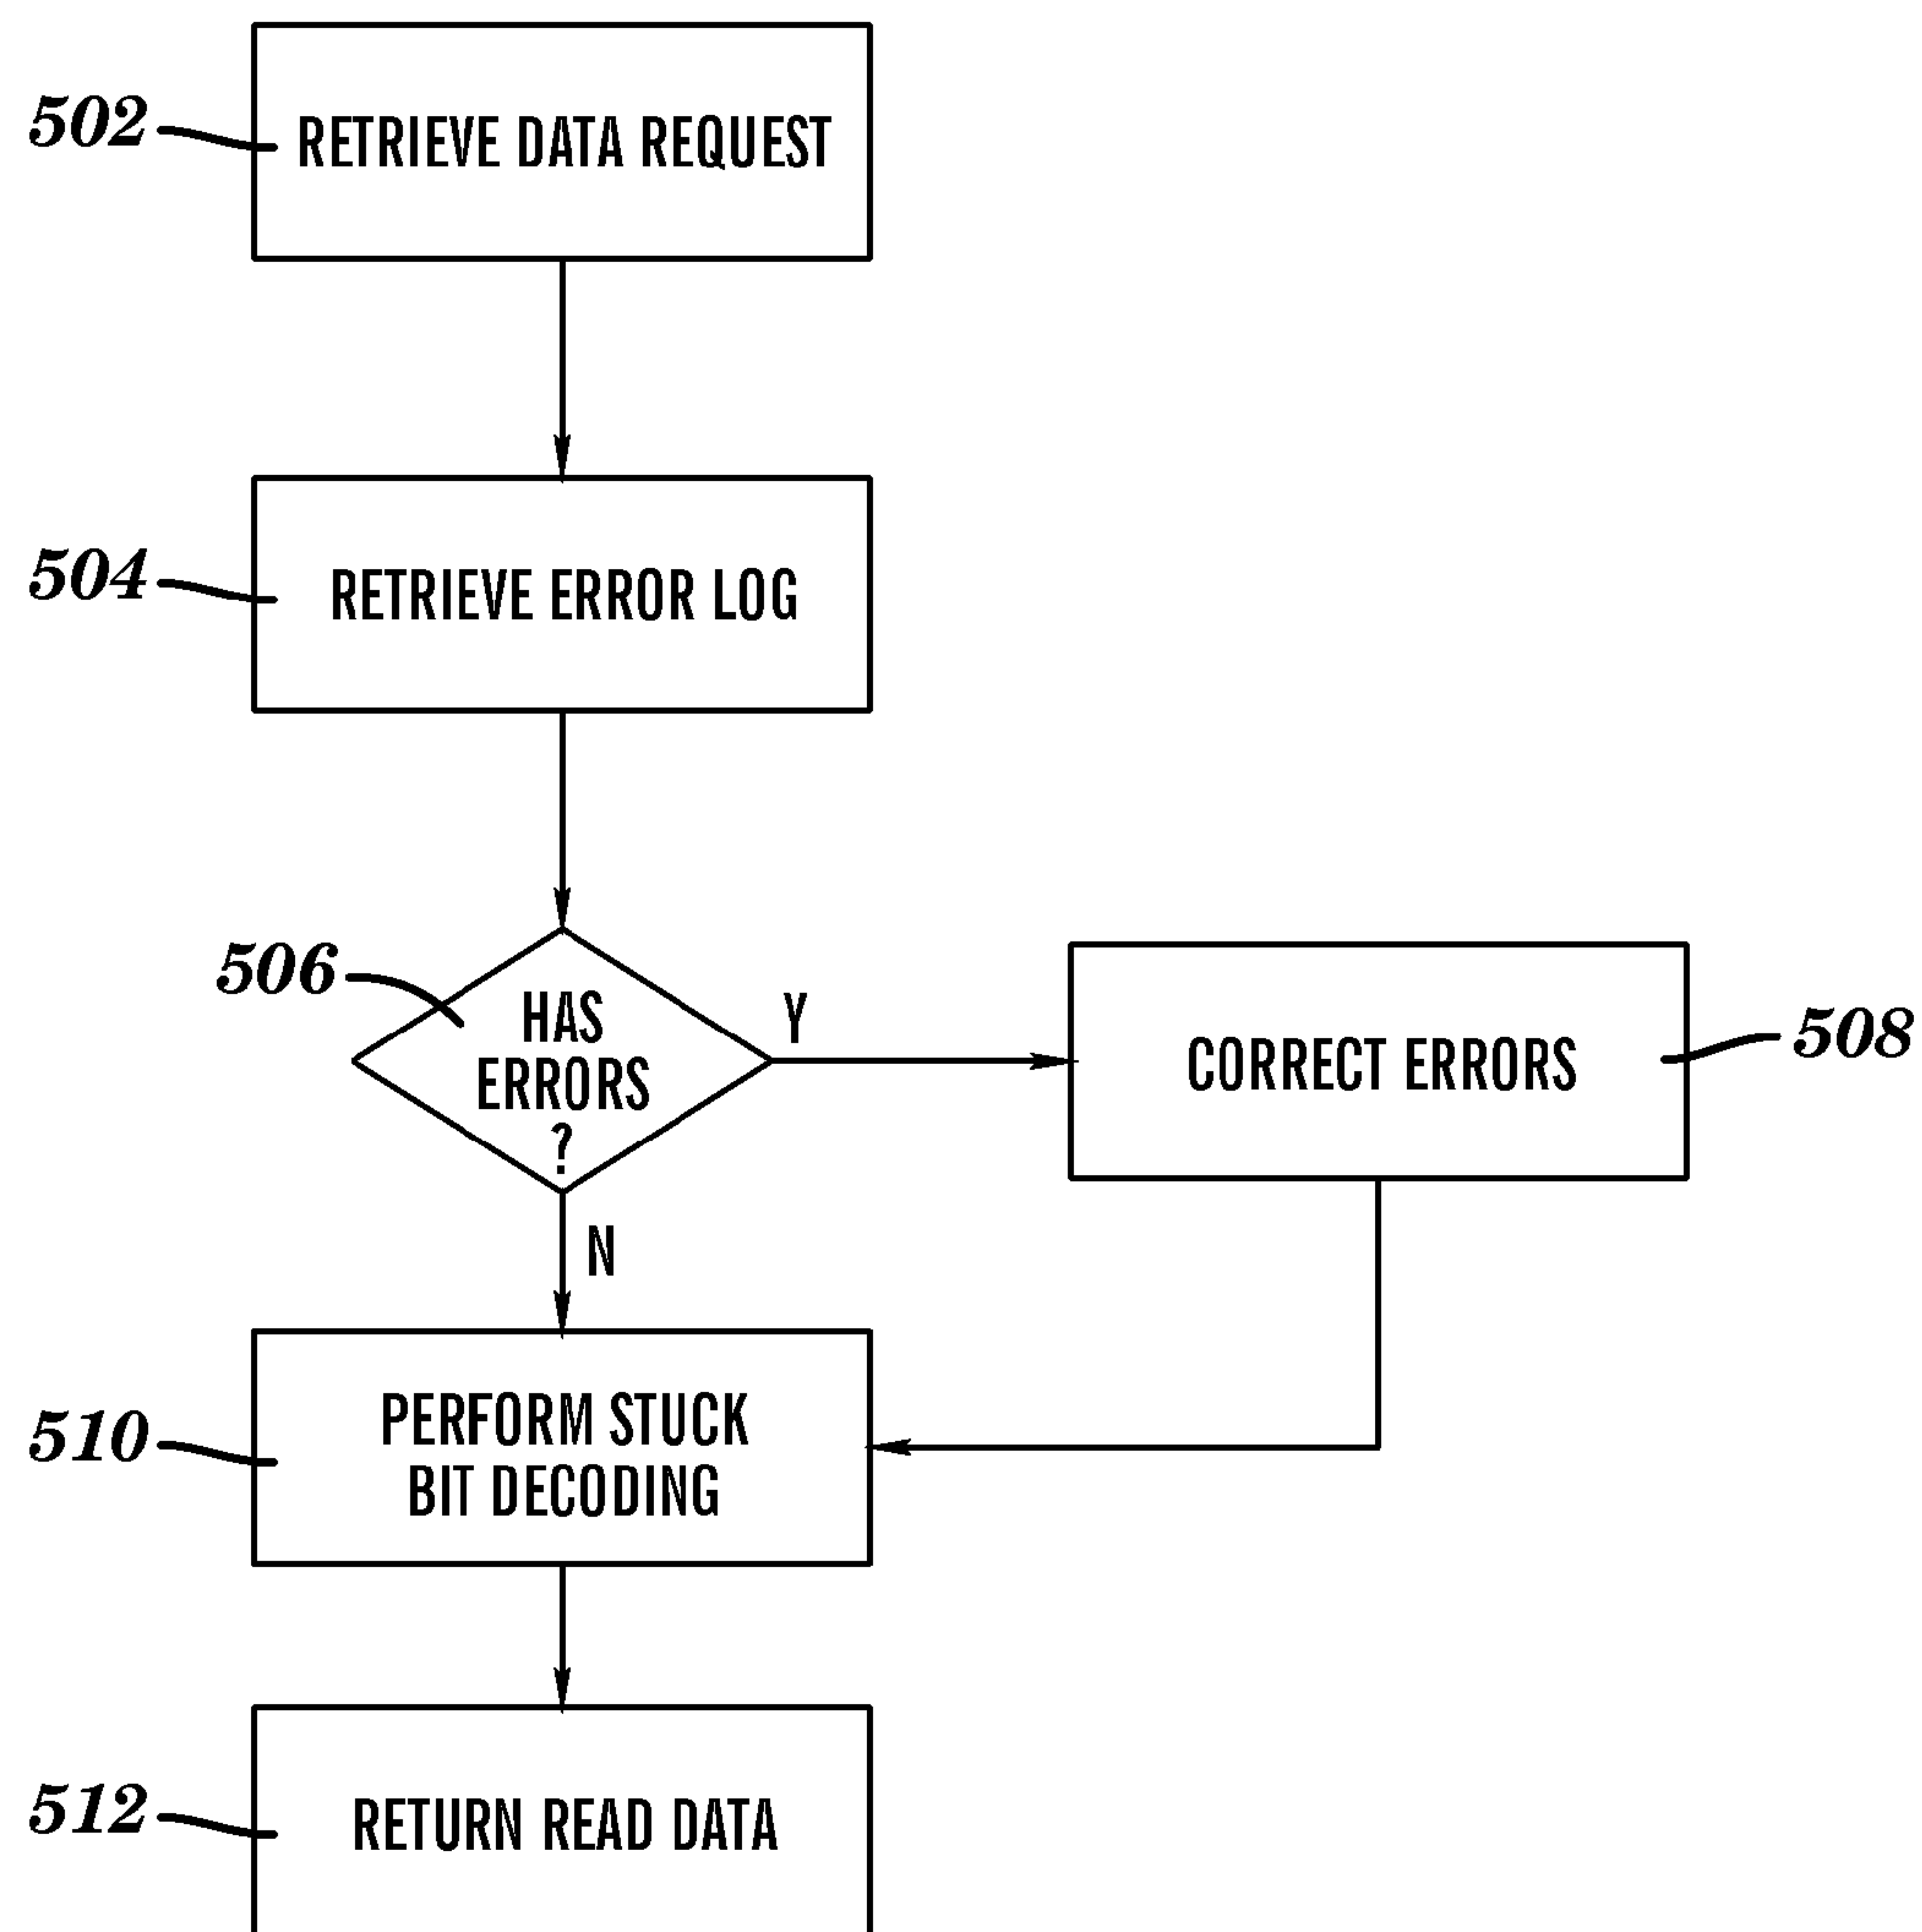 502
RETRIEVE DATA REQUEST
504
RETRIEVE ERROR LOG
506
HAS
ERRORS
?
Y
CORRECT ERRORS
508
N
510
PERFORM STUCK
BIT DECODING
512
RETURN READ DATA